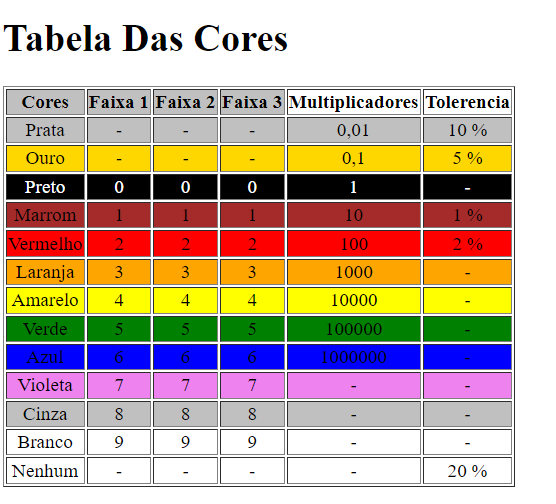 Tabela Das Cores
Cores Faixa 1 Faixa 2 Faixa 3 Multiplicadores Tolerencia
Prata - - - 0,01 10 %
Ouro - - - 0,1 5 %
Preto 0 0 0 1 -
Marrom 1 1 1 10 1 %
Vermelho 2 2 2 100 2 %
Laranja 3 3 3 1000 -
Amarelo 4 4 4 10000 -
Verde 5 5 5 100000 -
Azul 6 6 6 1000000 -
Violeta 7 7 7 - -
Cinza 8 8 8 - -
Branco 9 9 9 - -
Nenhum - - - - 20 %